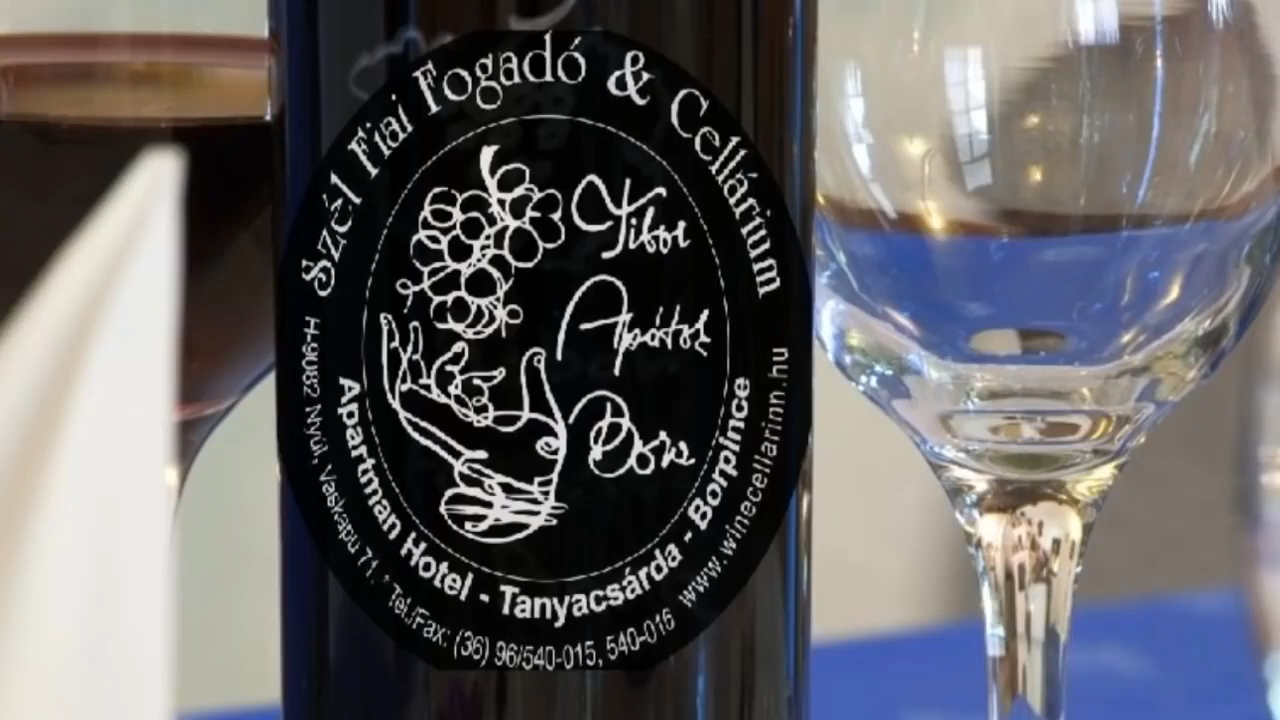 Szél Fiai Fogadó & Cellárium
Tibor
Apátok
Bora
Apartman Hotel - Tanyacsárda - Borpince
H-9082 Nyúl, Vaskapu 71. Tel./Fax: (36) 96/540-015, 540-016 www.winecellarinn.hu